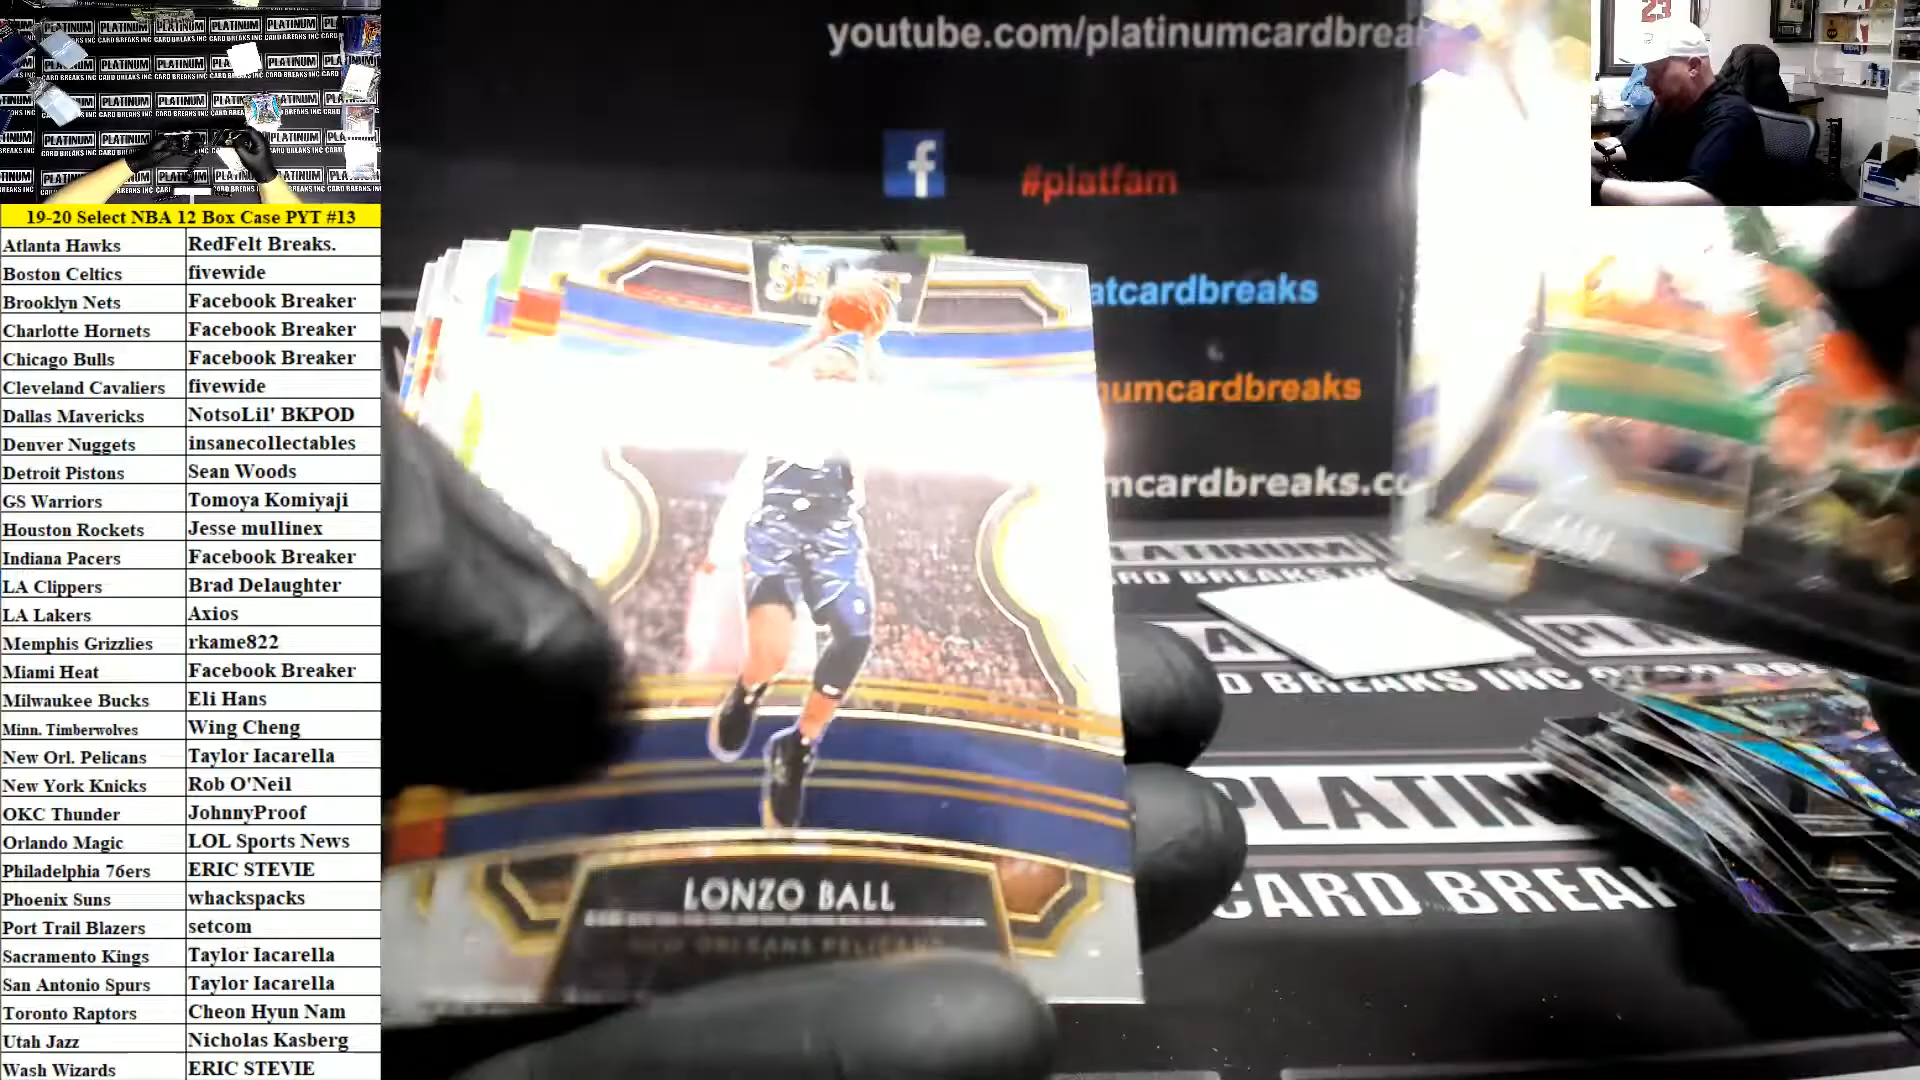 youtube.com/platinumcardbrea
#platfam
atcardbreaks
numcardbreaks
mcardbreaks.co
19-20 Select NBA 12 Box Case PYT #13
Atlanta Hawks RedFelt Breaks.
Boston Celtics fivewide
Brooklyn Nets Facebook Breaker
Charlotte Hornets Facebook Breaker
Chicago Bulls Facebook Breaker
Cleveland Cavaliers fivewide
Dallas Mavericks NotsoLil' BKPOD
Denver Nuggets insanecollectables
Detroit Pistons Sean Woods
GS Warriors Tomoya Komiyaji
Houston Rockets Jesse mullinex
Indiana Pacers Facebook Breaker
LA Clippers Brad Delaughter
LA Lakers Axios
Memphis Grizzlies rkame822
Miami Heat Facebook Breaker
Milwaukee Bucks Eli Hans
Minn. Timberwolves Wing Cheng
New Orl. Pelicans Taylor Iacarella
New York Knicks Rob O'Neil
OKC Thunder JohnnyProof
Orlando Magic LOL Sports News
Philadelphia 76ers ERIC STEVIE
Phoenix Suns whackspacks
Port Trail Blazers setcom
Sacramento Kings Taylor Iacarella
San Antonio Spurs Taylor Iacarella
Toronto Raptors Cheon Hyun Nam
Utah Jazz Nicholas Kasberg
Wash Wizards ERIC STEVIE
LONZO BALL
NEW ORLEANS PELICANS
PLATINUM
CARD BREAKS INC
PLATIN
CARD BREAK
23